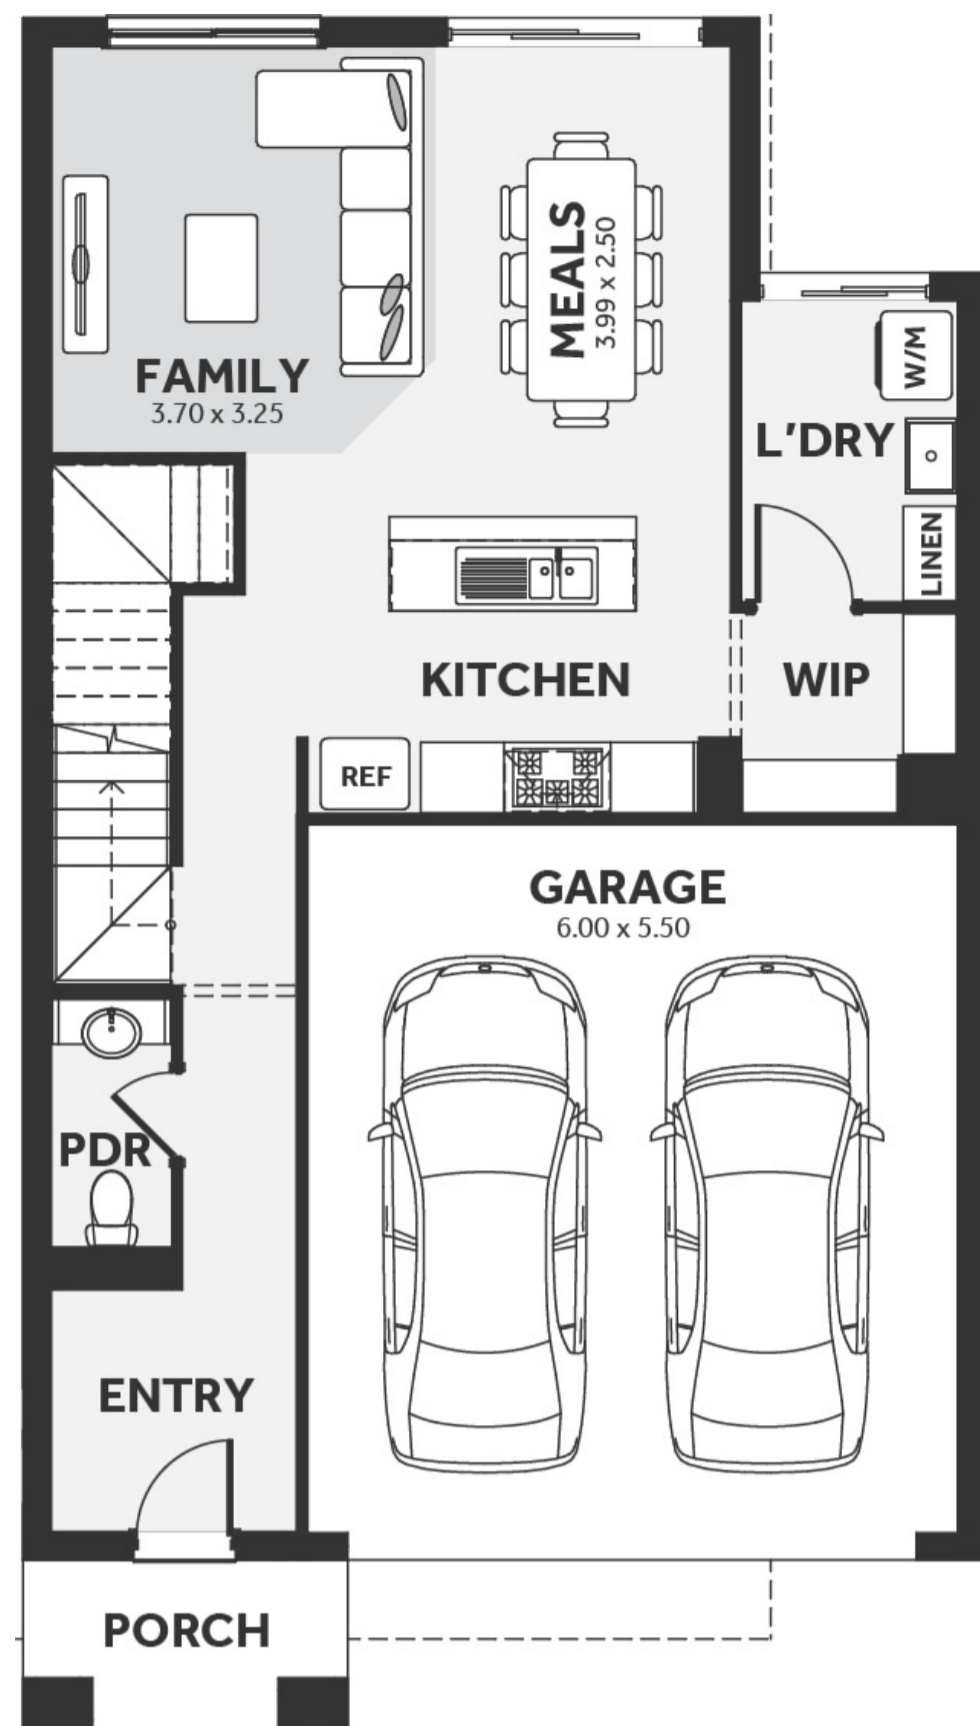 MEALS
3.99 x 2.50
FAMILY
3.70 x 3.25
W/M
L'DRY
LINEN
KITCHEN
WIP
REF
GARAGE
6.00 x 5.50
PDR
ENTRY
PORCH